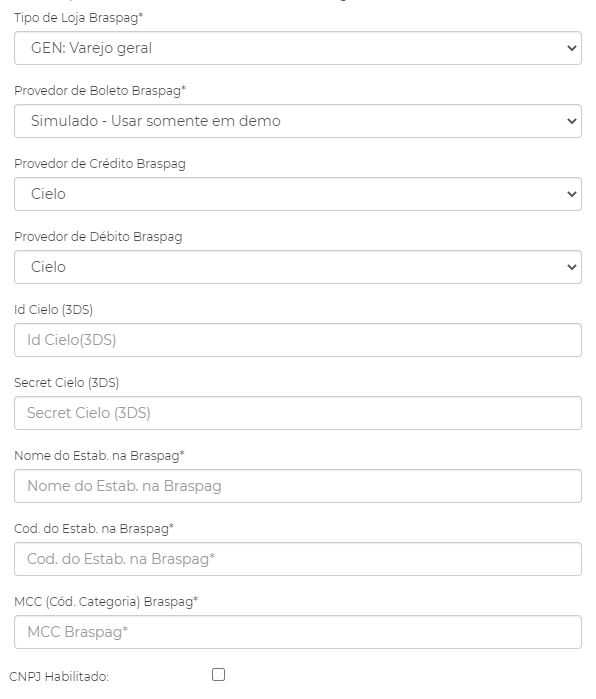 Tipo de Loja Braspag*
GEN: Varejo geral
Provedor de Boleto Braspag*
Simulado - Usar somente em demo
Provedor de Crédito Braspag
Cielo
Provedor de Débito Braspag
Cielo
Id Cielo (3DS)
Id Cielo(3DS)
Secret Cielo (3DS)
Secret Cielo (3DS)
Nome do Estab. na Braspag*
Nome do Estab. na Braspag
Cod. do Estab. na Braspag*
Cod. do Estab. na Braspag*
MCC (Cód. Categoria) Braspag*
MCC Braspag*
CNPJ Habilitado: